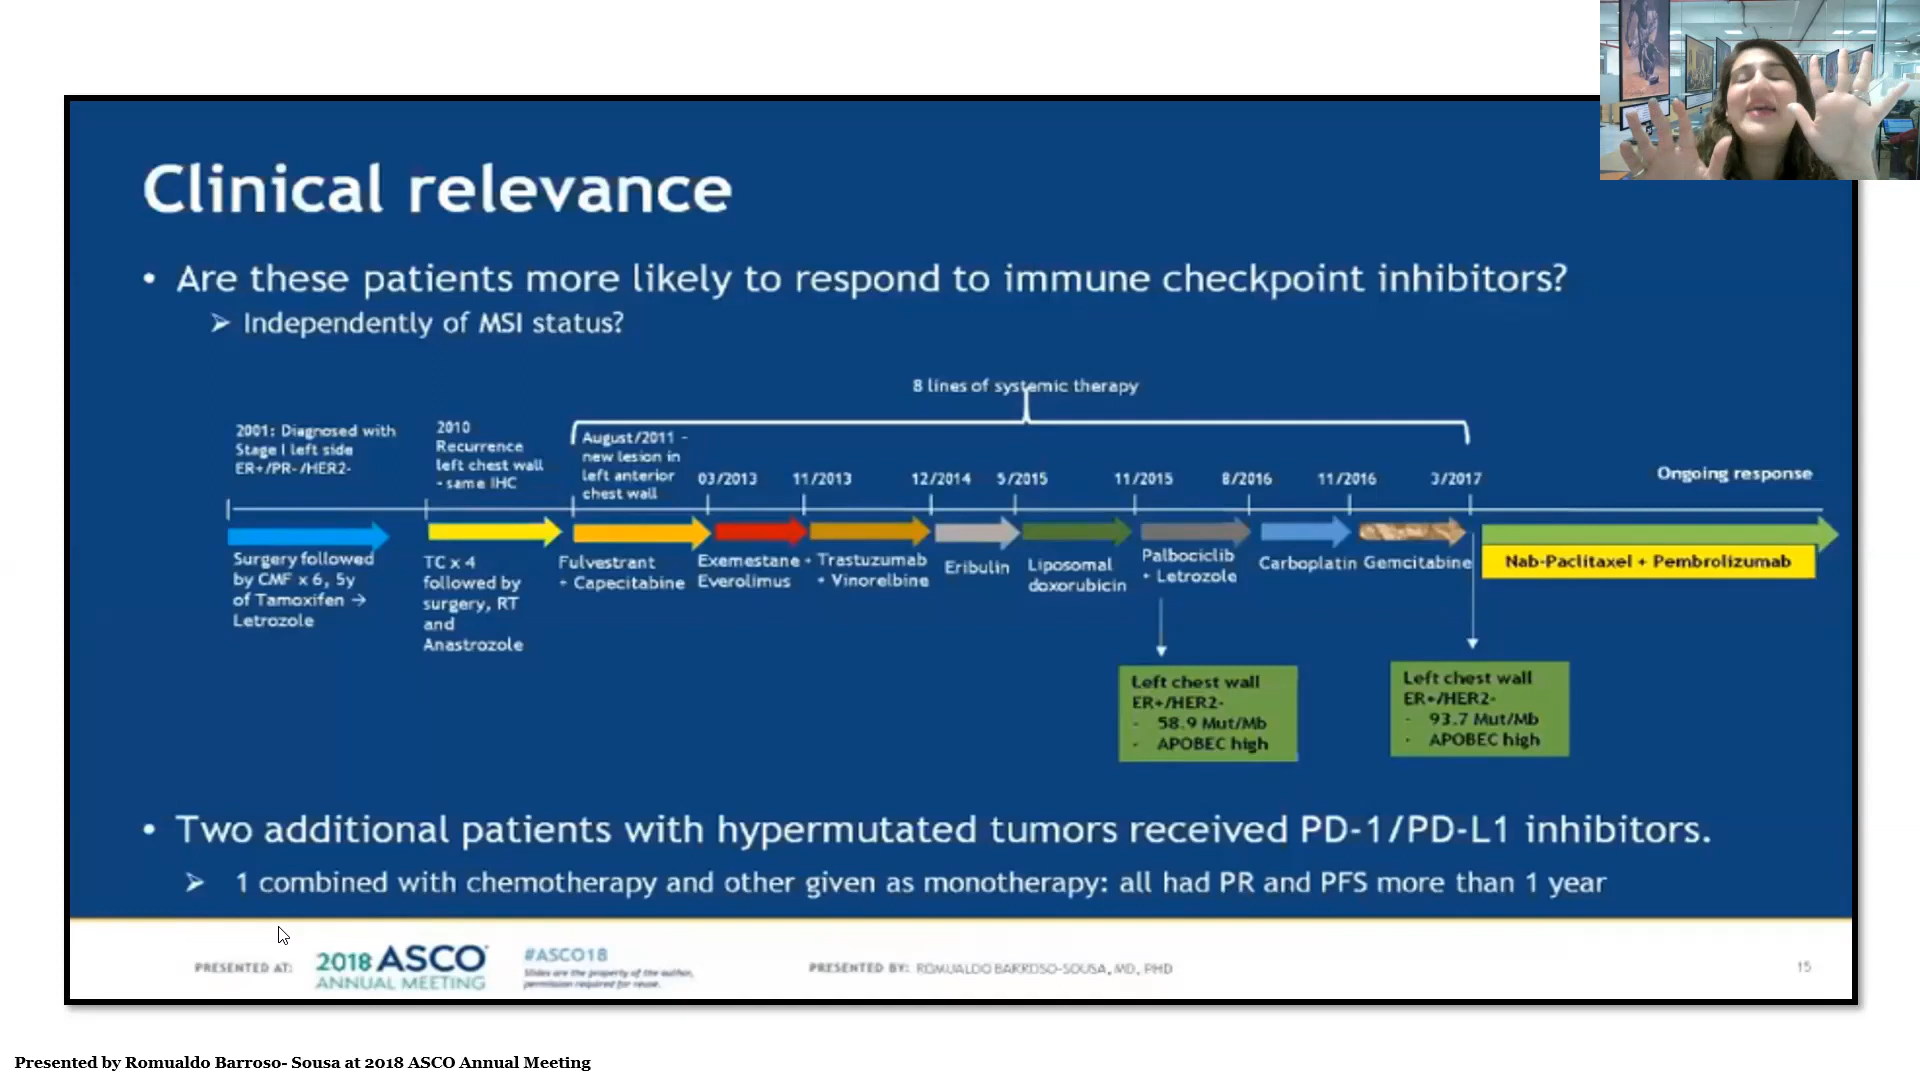 Clinical relevance
• Are these patients more likely to respond to immune checkpoint inhibitors?
➢ Independently of MSI status?
8 lines of systemic therapy
2001: Diagnosed with
Stage I left side
ER+/PR-/HER2-
2010
Recurrence
left chest wall
- same IHC
August/2011 -
new lesion in
left anterior
chest wall
03/2013
11/2013
12/2014
5/2015
11/2015
8/2016
11/2016
3/2017
Ongoing response
Surgery followed
by CMF x 6, 5y
of Tamoxifen →
Letrozole
TC x 4
followed by
surgery, RT
and
Anastrozole
Fulvestrant
+ Capecitabine
Exemestane +
Everolimus
Trastuzumab
+ Vinorelbine
Eribulin
Liposomal
doxorubicin
Palbociclib
+ Letrozole
Carboplatin
Gemcitabine
Nab-Paclitaxel + Pembrolizumab
Left chest wall
ER+/HER2-
- 58.9 Mut/Mb
- APOBEC high
Left chest wall
ER+/HER2-
- 93.7 Mut/Mb
- APOBEC high
• Two additional patients with hypermutated tumors received PD-1/PD-L1 inhibitors.
➢ 1 combined with chemotherapy and other given as monotherapy: all had PR and PFS more than 1 year
PRESENTED AT:
2018 ASCO
ANNUAL MEETING
#ASCO18
Slides are the property of the author,
permission required for reuse.
PRESENTED BY: ROMUALDO BARROSO-SOUSA, MD, PHD
15
Presented by Romualdo Barroso- Sousa at 2018 ASCO Annual Meeting